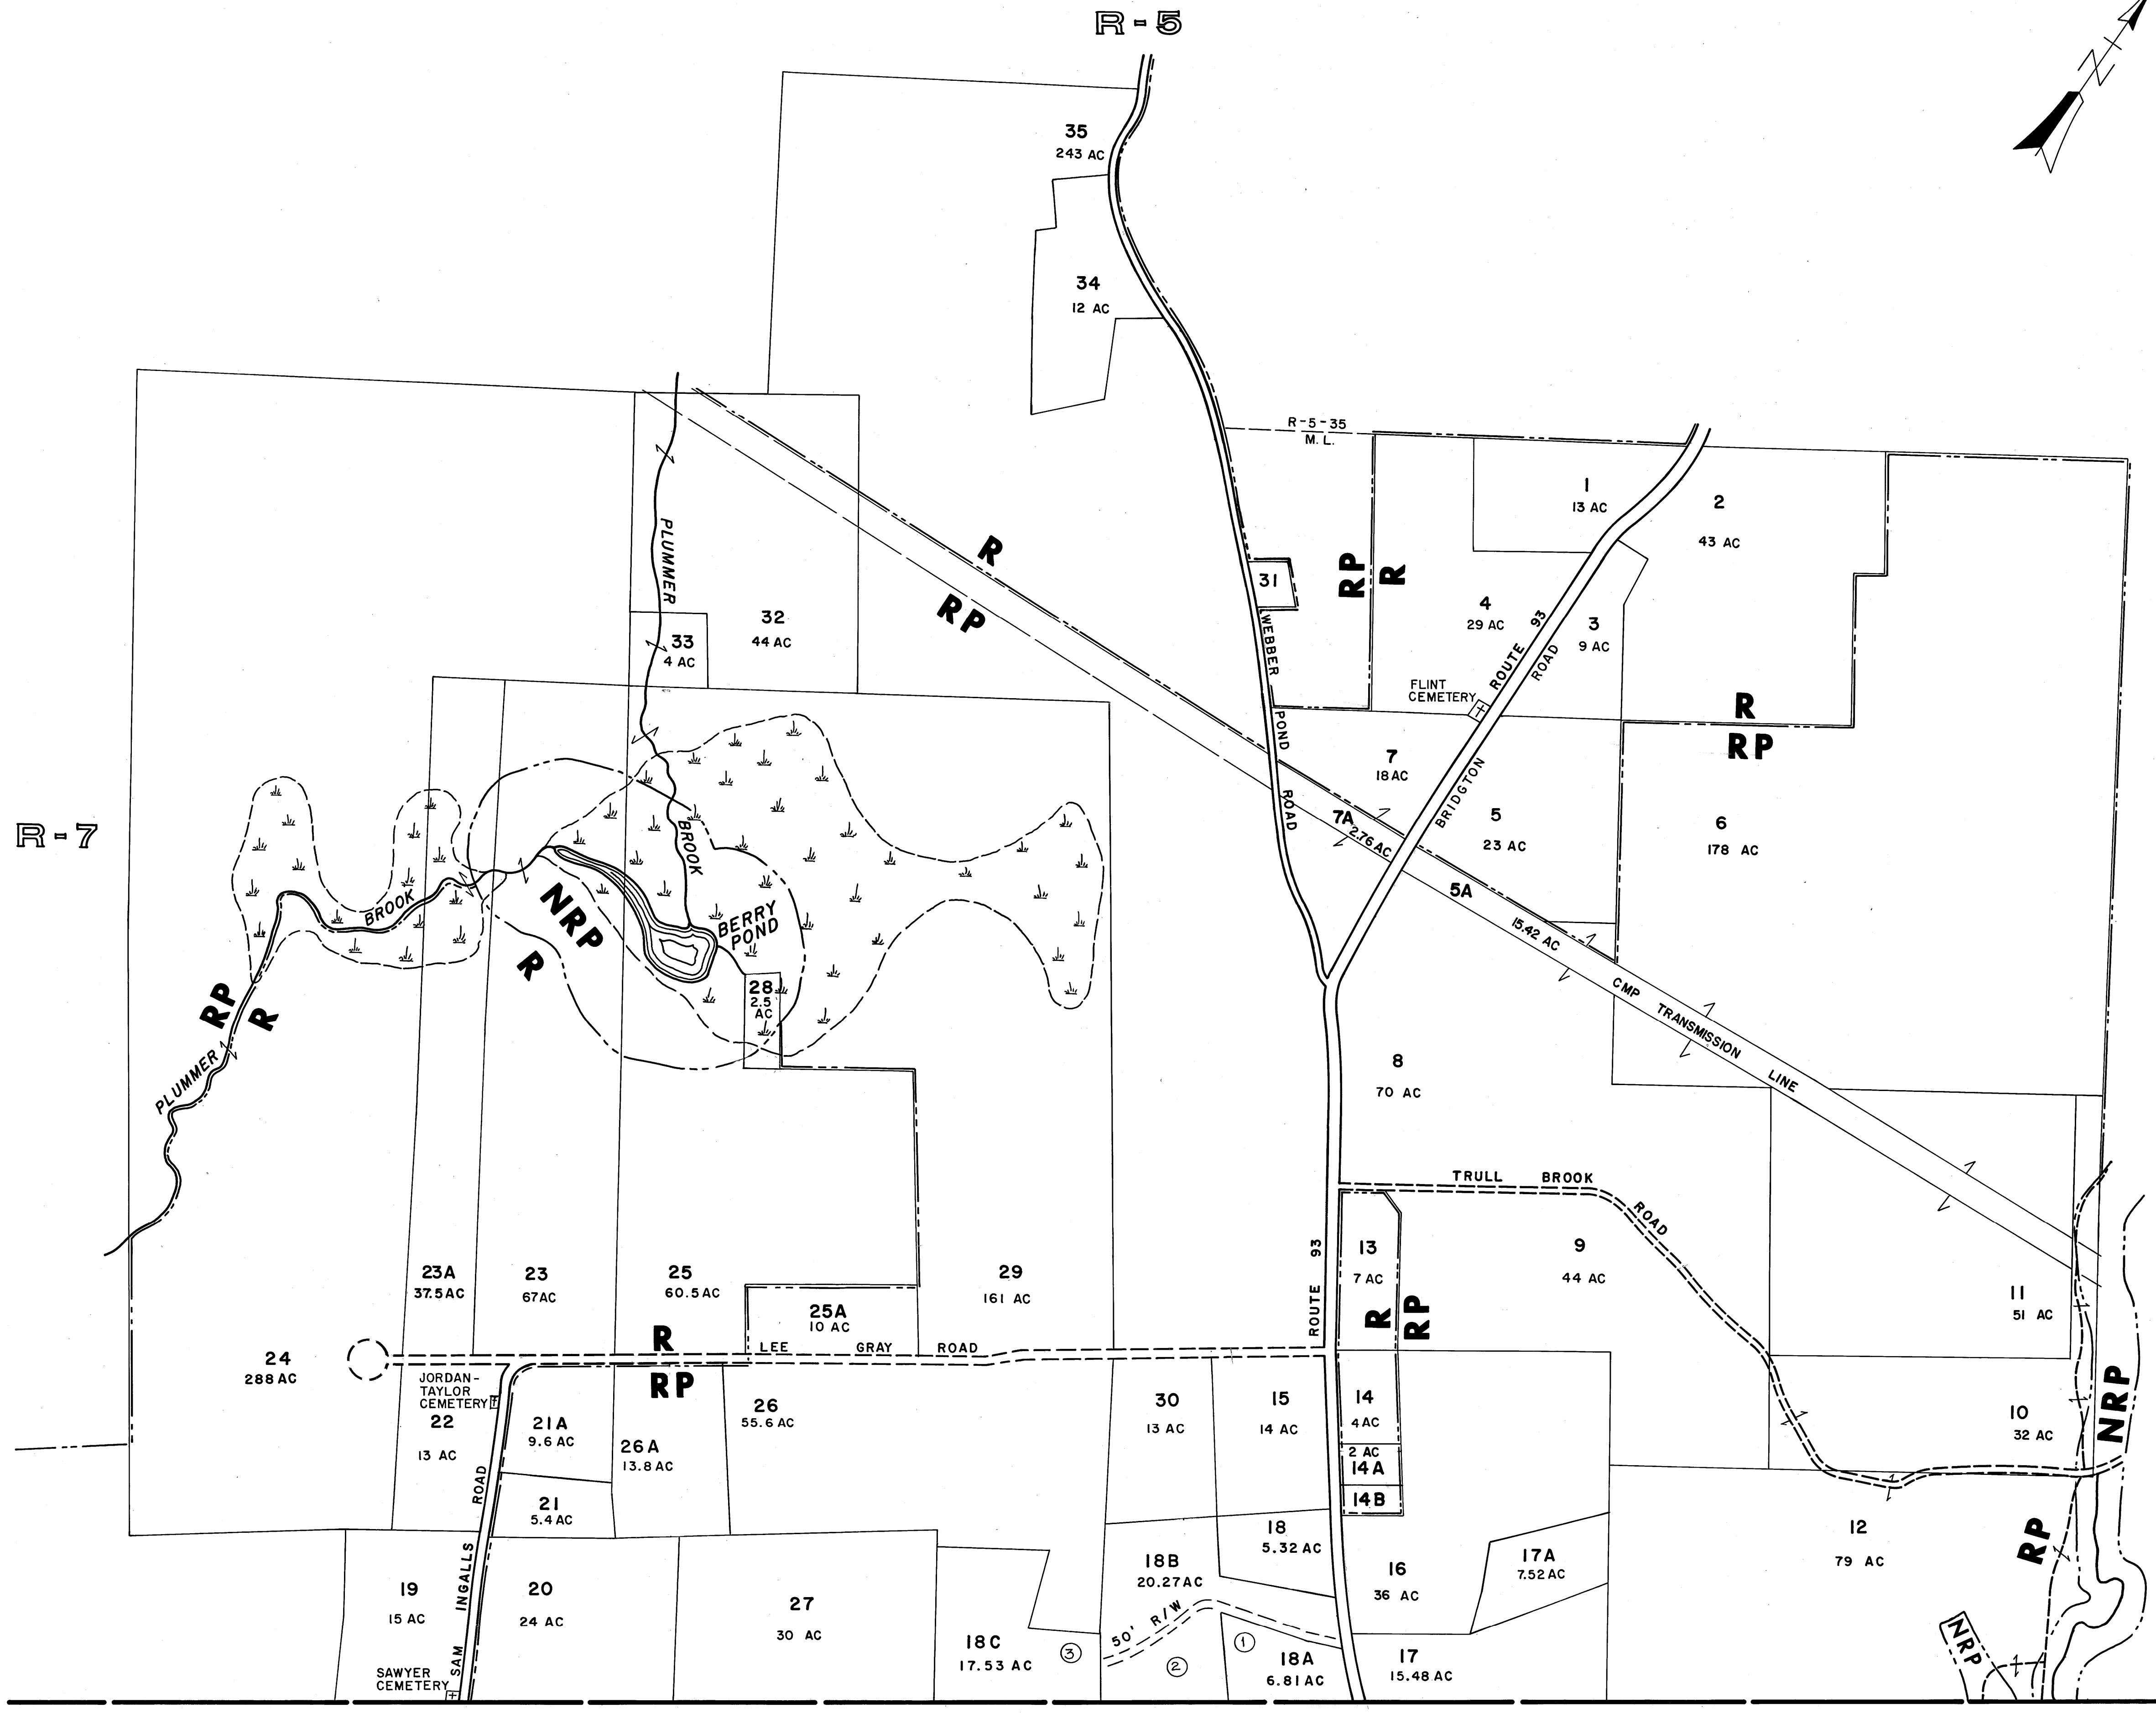 R-5
N
35
243 AC
34
12 AC
R-5-35
M. L.
1
13 AC
2
43 AC
R
RP
RP
R
31
4
29 AC
3
9 AC
ROUTE 93
BRIDGTON ROAD
FLINT
CEMETERY
R
RP
PLUMMER
BROOK
32
44 AC
33
4 AC
WEBBER POND ROAD
7
18 AC
7A
2.76 AC
5
23 AC
5A
15.42 AC
6
178 AC
CMP TRANSMISSION LINE
R-7
BROOK
PLUMMER
RP
R
NRP
R
BERRY
POND
28
2.5
AC
8
70 AC
TRULL BROOK ROAD
23A
37.5 AC
23
67 AC
25
60.5 AC
25A
10 AC
29
161 AC
ROUTE 93
13
7 AC
R
RP
9
44 AC
11
51 AC
24
288 AC
R
RP
LEE GRAY ROAD
JORDAN-
TAYLOR
CEMETERY
22
13 AC
21A
9.6 AC
26A
13.8 AC
26
55.6 AC
30
13 AC
15
14 AC
14
4 AC
2 AC
14A
14B
10
32 AC
NRP
21
5.4 AC
SAM INGALLS ROAD
19
15 AC
20
24 AC
27
30 AC
18C
17.53 AC
18B
20.27 AC
18
5.32 AC
50' R/W
1
2
3
18A
6.81 AC
16
36 AC
17A
7.52 AC
17
15.48 AC
12
79 AC
RP
NRP
SAWYER
CEMETERY